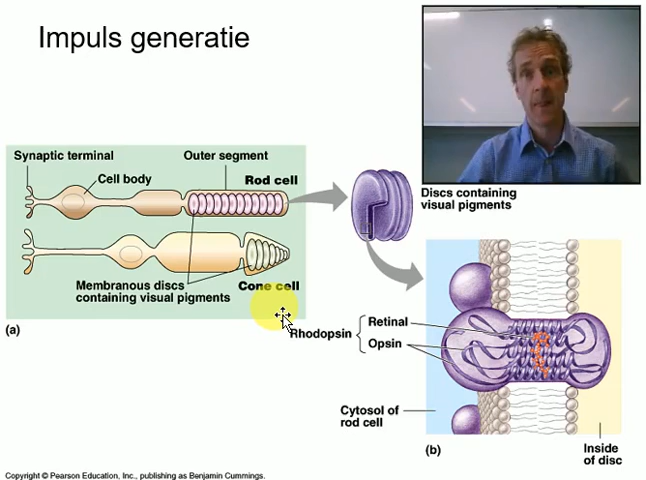 Impuls generatie
Synaptic terminal
Outer segment
Cell body
Rod cell
Discs containing
visual pigments
Membranous discs
containing visual pigments
Cone cell
(a)
Rhodopsin
Retinal
Opsin
Cytosol of
rod cell
(b)
Inside
of disc
Copyright © Pearson Education, Inc., publishing as Benjamin Cummings.